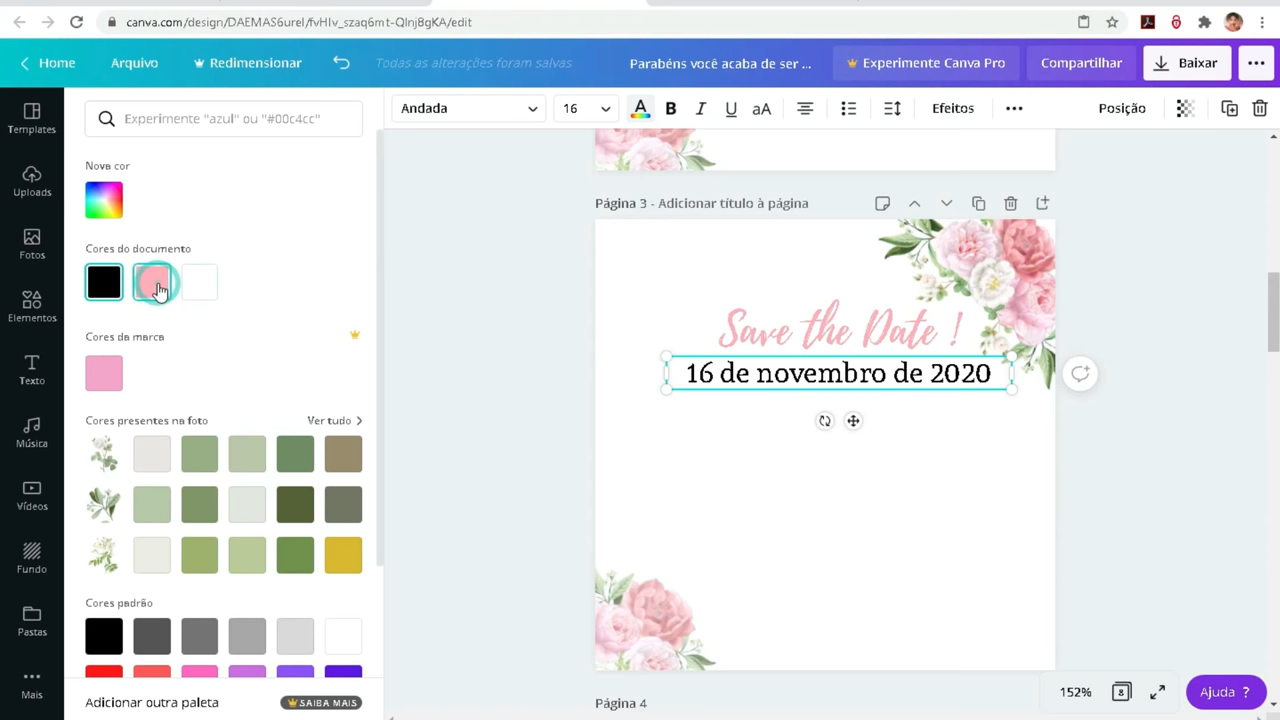 canva.com/design/DAEMAS6urel/fvHIv_szaq6mt-QInj8gKA/edit
Home
Arquivo
Redimensionar
Todas as alterações foram salvas
Parabéns você acaba de ser ...
Experimente Canva Pro
Compartilhar
Baixar
Templates
Uploads
Fotos
Elementos
Texto
Música
Vídeos
Fundo
Pastas
Mais
Experimente "azul" ou "#00c4cc"
Nova cor
Cores do documento
Cores da marca
Cores presentes na foto
Ver tudo
Cores padrão
Adicionar outra paleta
SAIBA MAIS
Andada
16
A
B
I
U
aA
Efeitos
Posição
Página 3 - Adicionar título à página
Save the Date !
16 de novembro de 2020
Página 4
152%
8
Ajuda ?